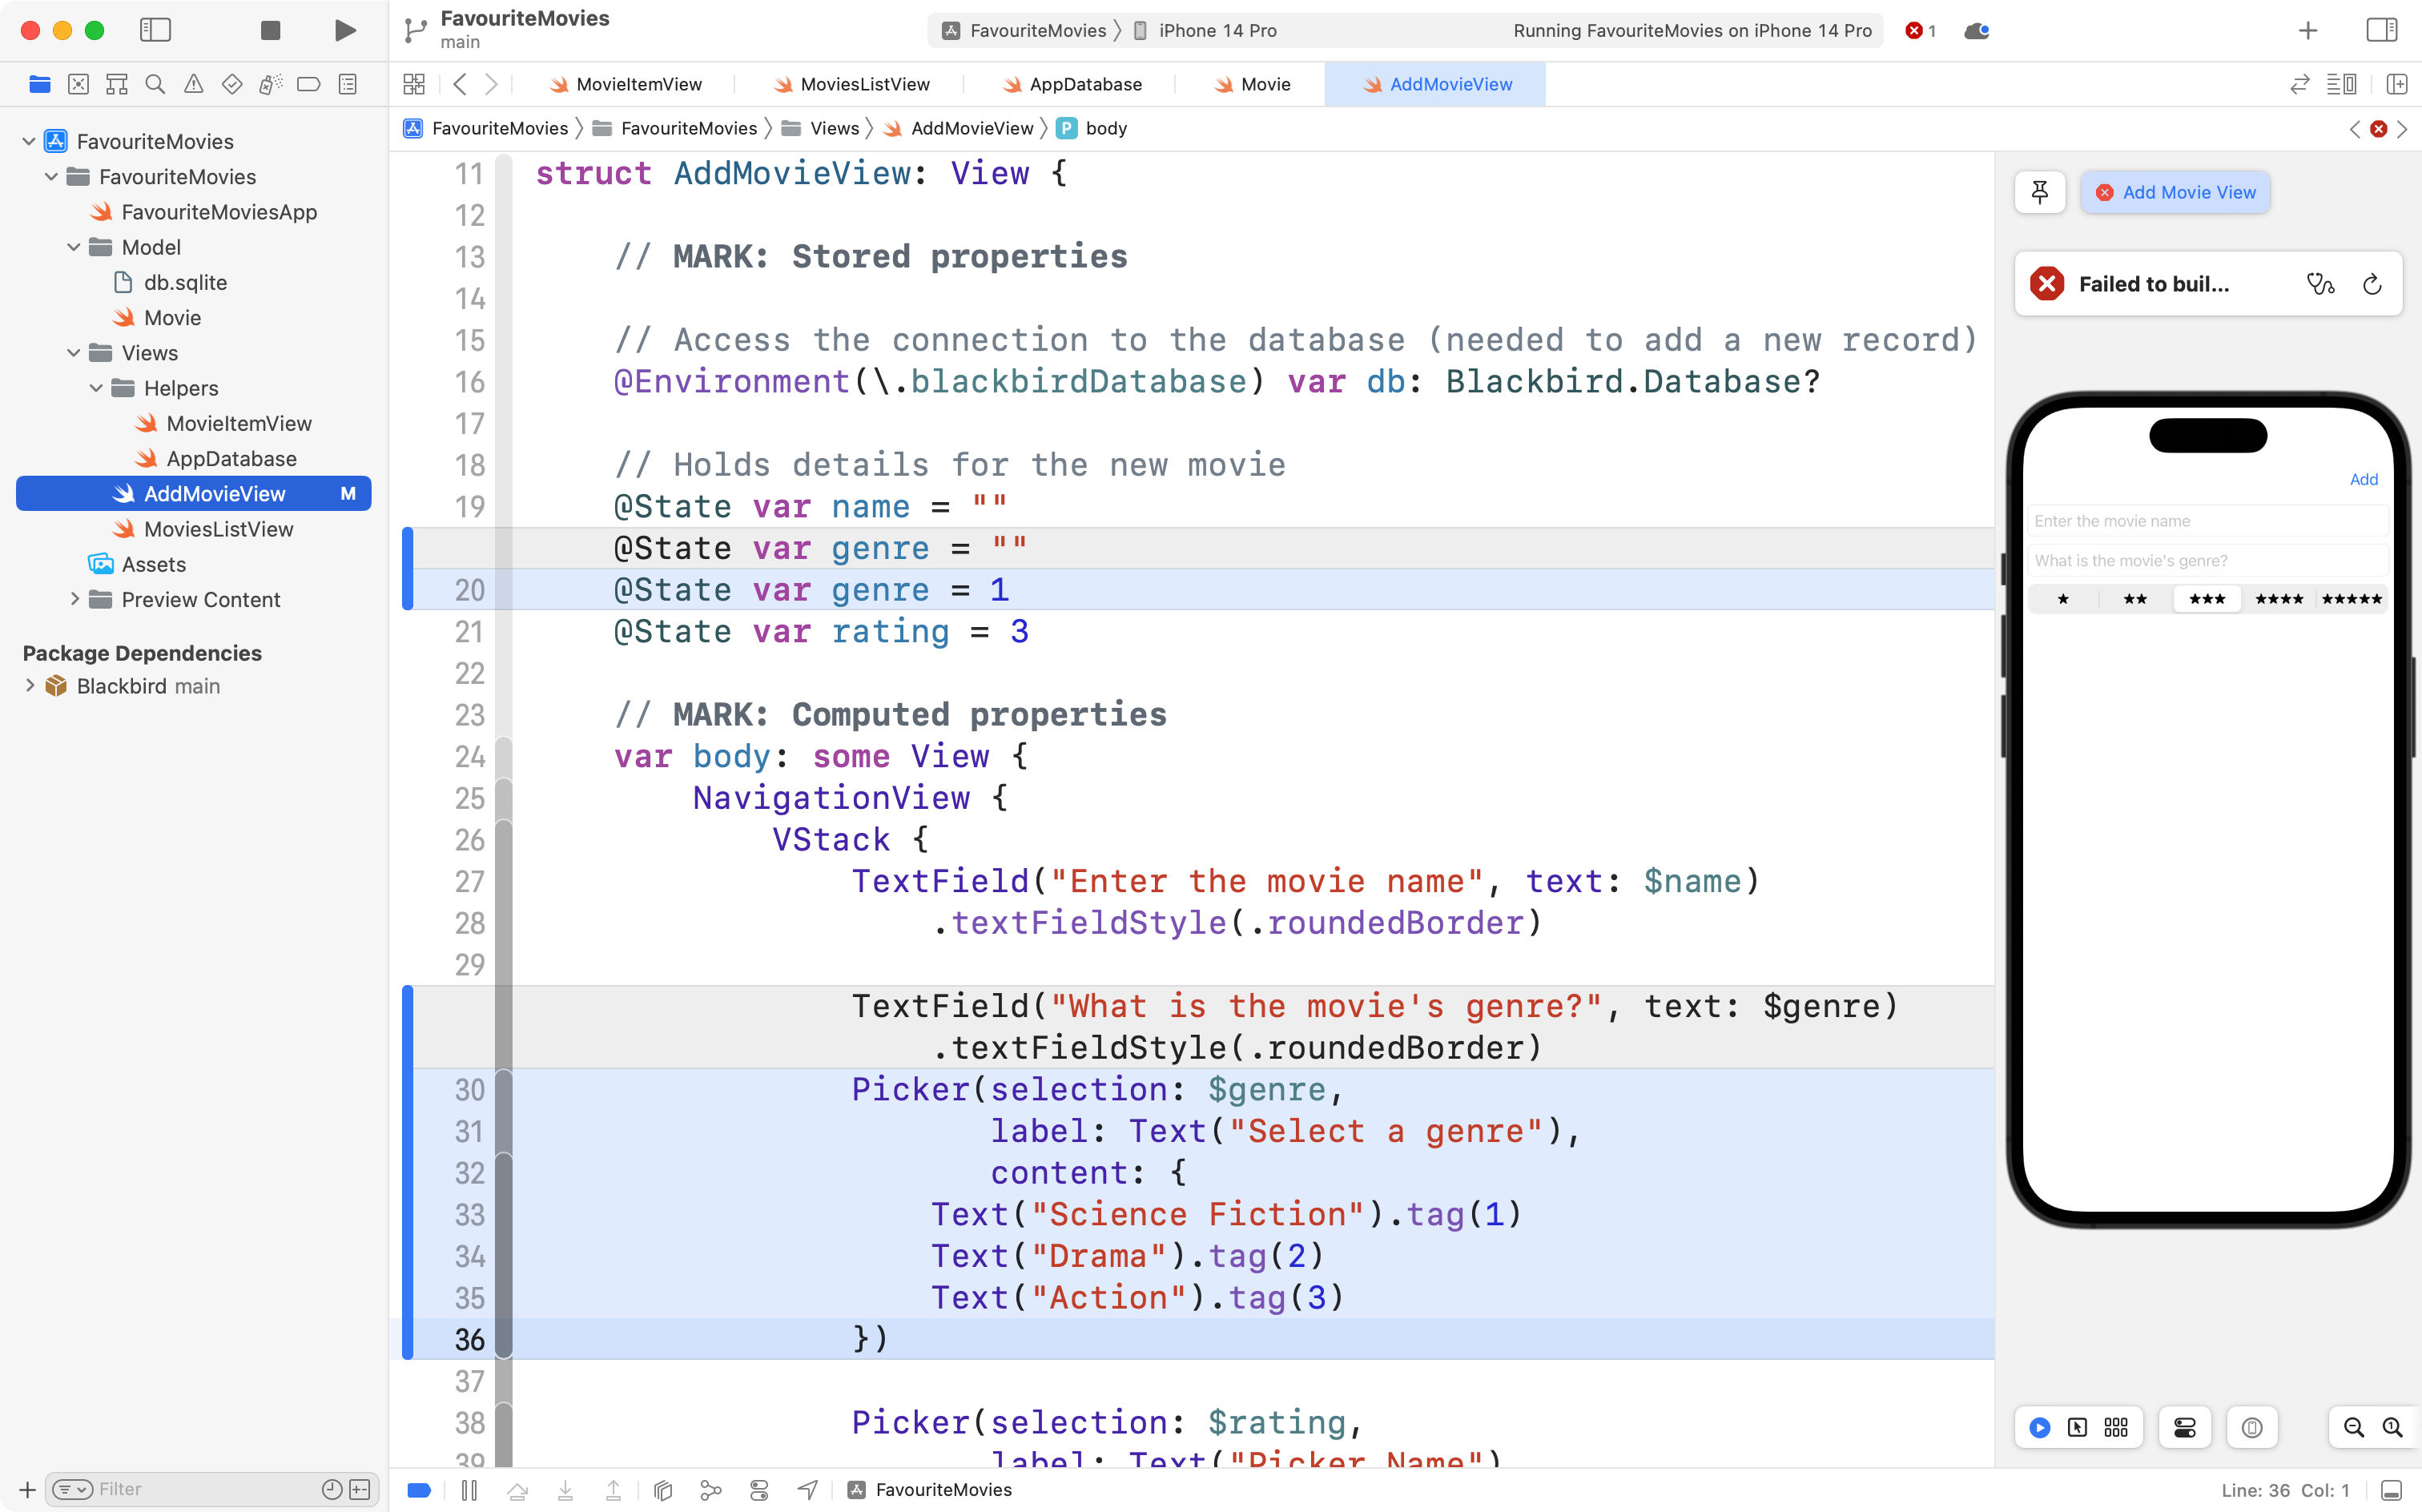 FavouriteMovies
main
FavouriteMovies iPhone 14 Pro Running FavouriteMovies on iPhone 14 Pro 1
MovieItemView MoviesListView AppDatabase Movie AddMovieView
FavouriteMovies FavouriteMovies Views AddMovieView P body
FavouriteMovies
FavouriteMovies
FavouriteMoviesApp
Model
db.sqlite
Movie
Views
Helpers
MovieItemView
AppDatabase
AddMovieView M
MoviesListView
Assets
Preview Content
Package Dependencies
Blackbird main
Filter
11 struct AddMovieView: View {
12
13 // MARK: Stored properties
14
15 // Access the connection to the database (needed to add a new record)
16 @Environment(\.blackbirdDatabase) var db: Blackbird.Database?
17
18 // Holds details for the new movie
19 @State var name = ""
@State var genre = ""
20 @State var genre = 1
21 @State var rating = 3
22
23 // MARK: Computed properties
24 var body: some View {
25 NavigationView {
26 VStack {
27 TextField("Enter the movie name", text: $name)
28 .textFieldStyle(.roundedBorder)
29
TextField("What is the movie's genre?", text: $genre)
.textFieldStyle(.roundedBorder)
30 Picker(selection: $genre,
31 label: Text("Select a genre"),
32 content: {
33 Text("Science Fiction").tag(1)
34 Text("Drama").tag(2)
35 Text("Action").tag(3)
36 })
37
38 Picker(selection: $rating,
39 label: Text("Picker Name")
Add Movie View
Failed to buil...
Add
Enter the movie name
What is the movie's genre?
★ ★★ ★★★ ★★★★ ★★★★★
FavouriteMovies
Line: 36 Col: 1